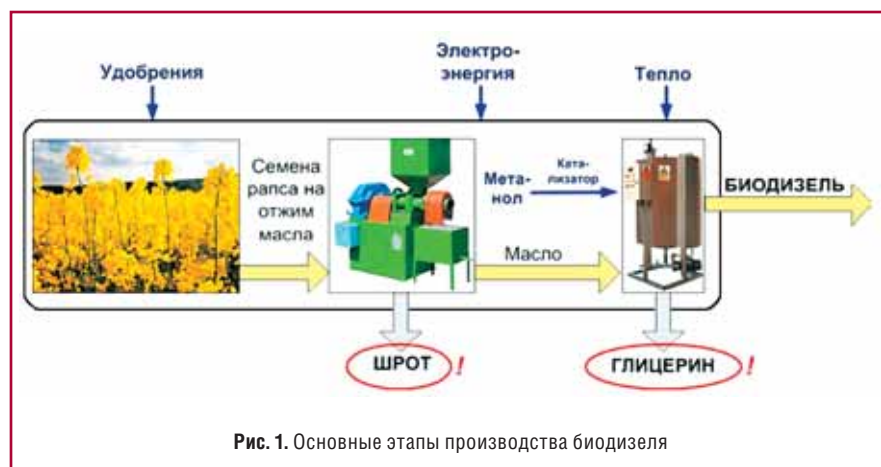 Удобрения
Электро-
энергия
Тепло
Семена
рапса на
отжим
масла
Мета-
нол
Ката-
лизатор
Масло
БИОДИЗЕЛЬ
ШРОТ !
ГЛИЦЕРИН !
Рис. 1. Основные этапы производства биодизеля